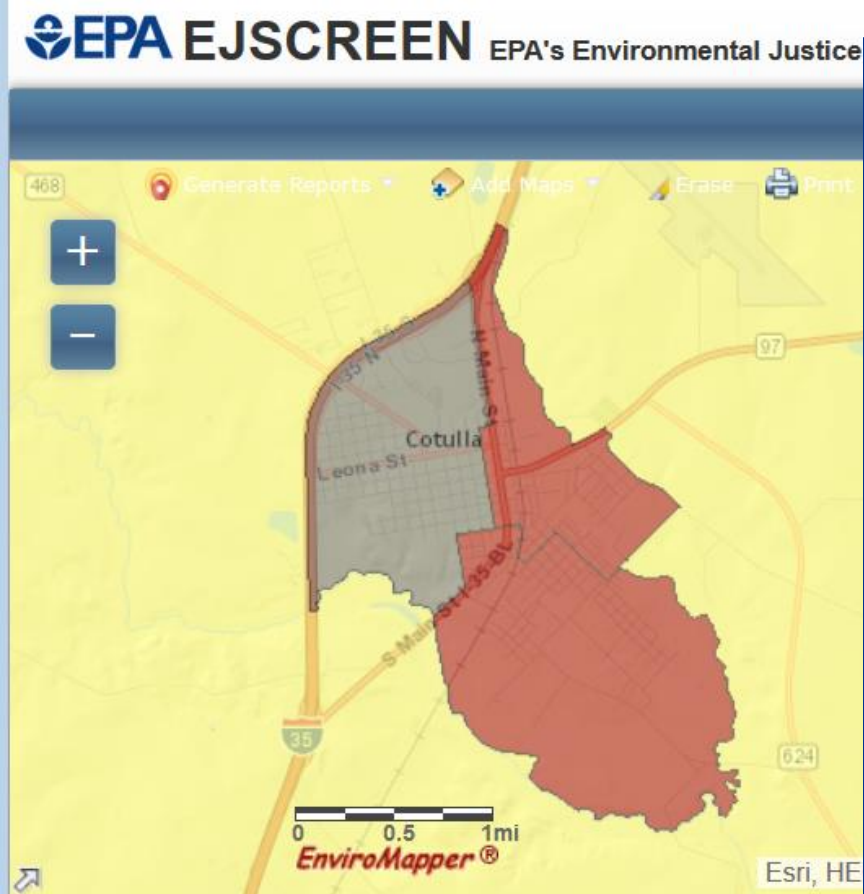 EPA EJSCREEN EPA's Environmental Justice
468
Generate Reports
Add Maps
Erase
Print
+
−
I-35 N
N Main St
97
Cotulla
Leona St
I-35-BL
S Main St
35
624
0 0.5 1mi
EnviroMapper ®
Esri, HE